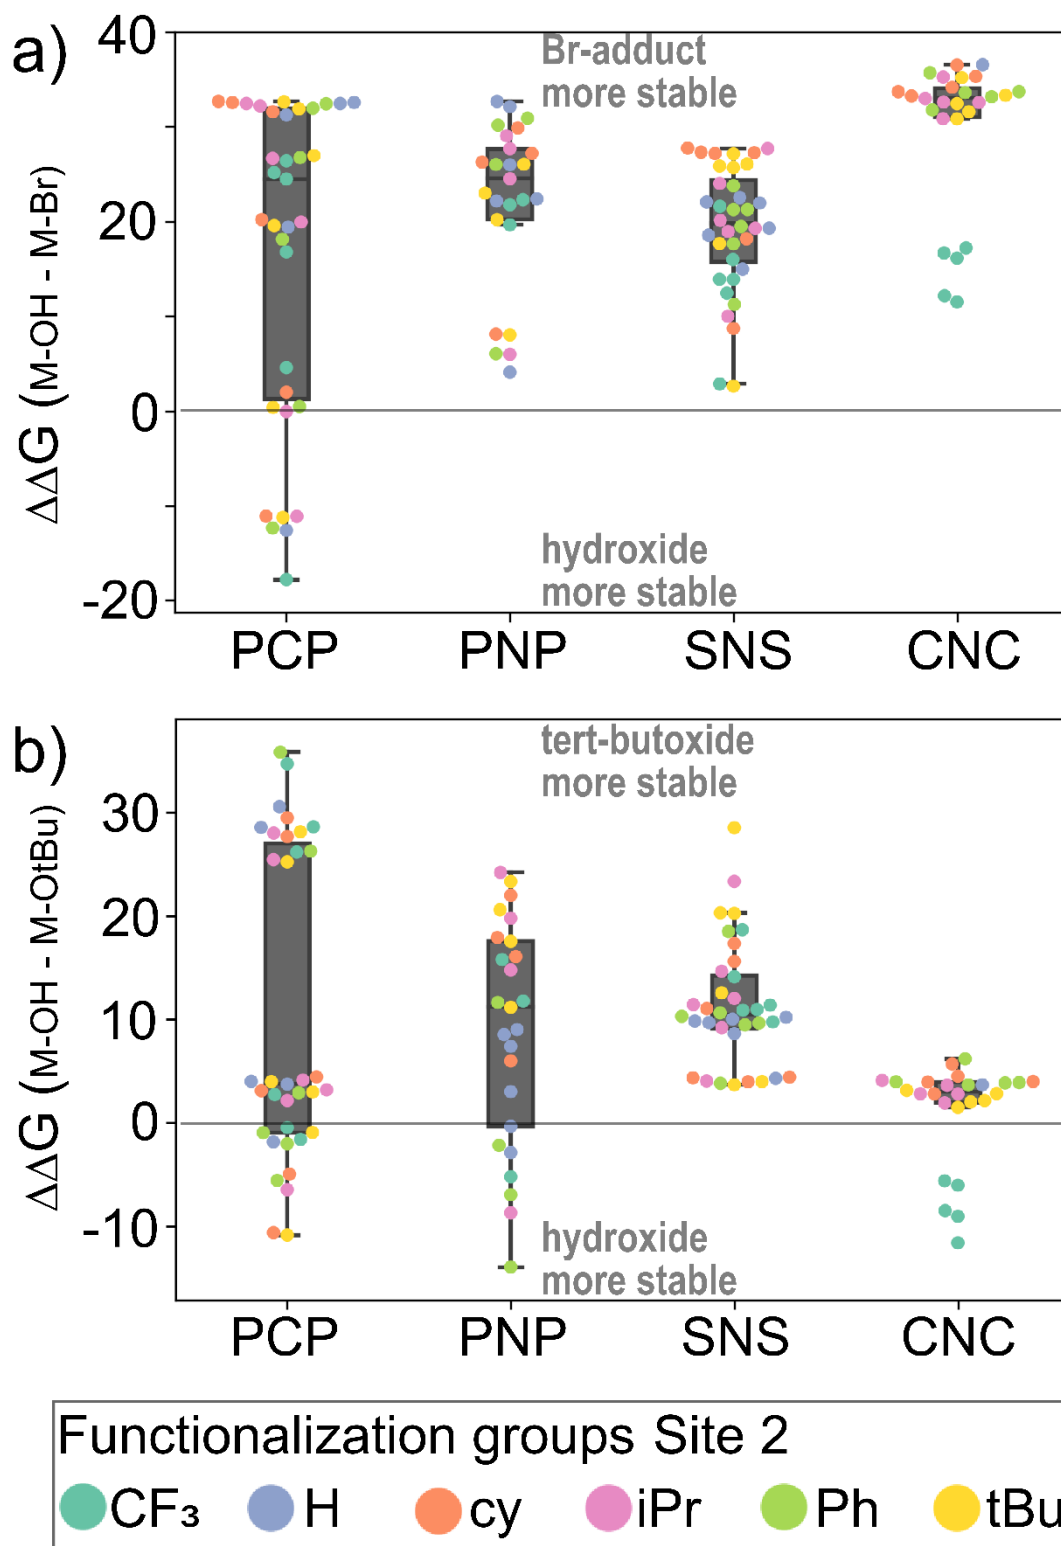 a)
40
20
0
-20
ΔΔG (M-OH - M-Br)
Br-adduct
more stable
hydroxide
more stable
PCP PNP SNS CNC
b)
30
20
10
0
-10
ΔΔG (M-OH - M-OtBu)
tert-butoxide
more stable
hydroxide
more stable
PCP PNP SNS CNC
Functionalization groups Site 2
CF₃ H cy iPr Ph tBu